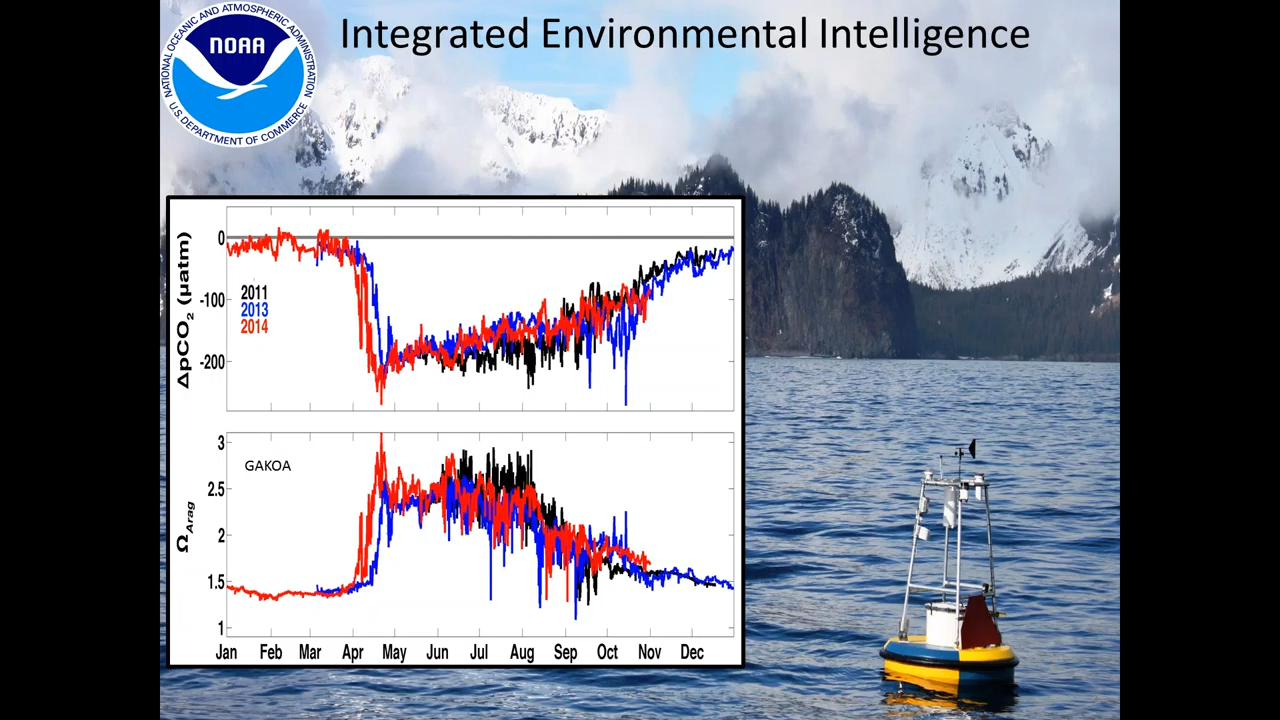 NATIONAL OCEANIC AND ATMOSPHERIC ADMINISTRATION
NOAA
U.S. DEPARTMENT OF COMMERCE
Integrated Environmental Intelligence
ΔpCO₂ (μatm)
0
-100
-200
2011
2013
2014
Ω Arag
3
2.5
2
1.5
1
GAKOA
Jan Feb Mar Apr May Jun Jul Aug Sep Oct Nov Dec